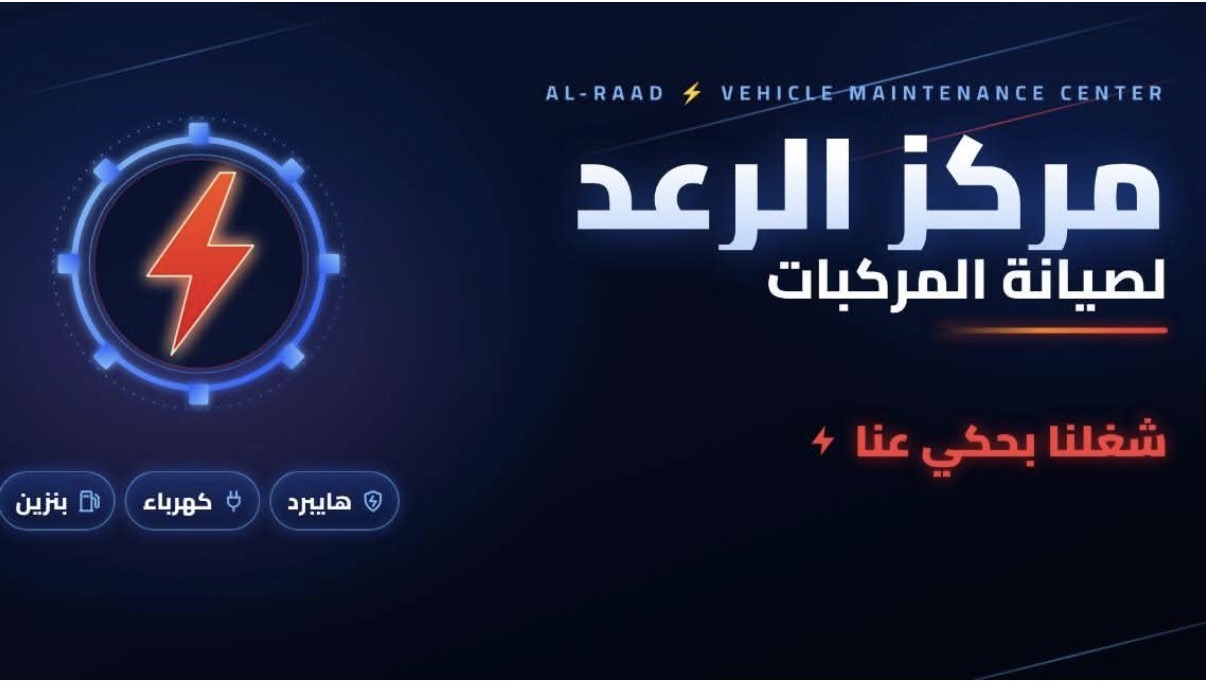 AL-RAAD ⚡ VEHICLE MAINTENANCE CENTER
مركز الرعد
لصيانة المركبات
شغلنا بحكي عنا
هايبرد
كهرباء
بنزين